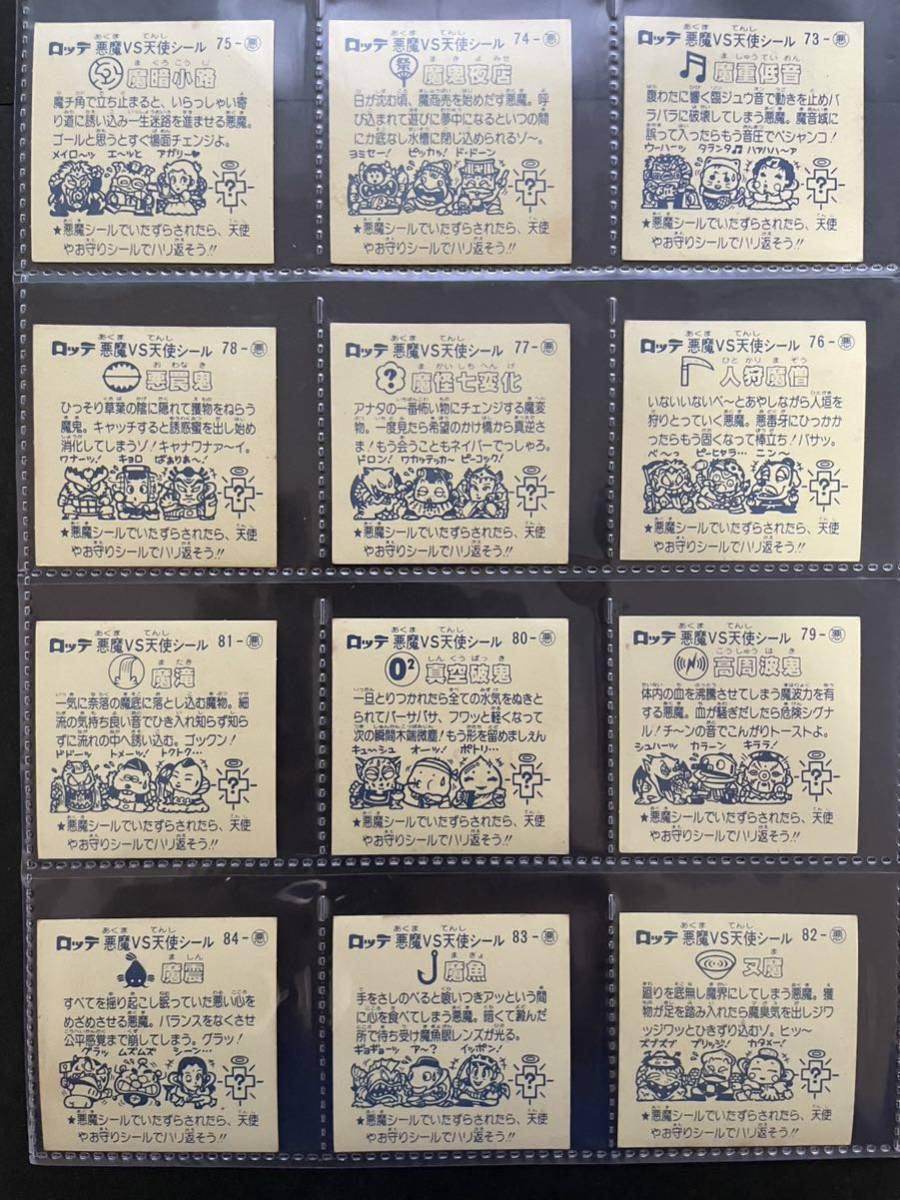 ロッテ 悪魔VS天使シール 75-悪
魔暗小路
魔チ角で立ち止まると、いらっしゃい寄
り道に誘い込み一生迷路を進ませる悪魔。
ゴールと思うとすぐ場面チェンジよ。
メイロ〜ッ エ〜ッと アガリ〜♥
★悪魔シールでいたずらされたら、天使
やお守りシールでハリ返そう!!
ロッテ 悪魔VS天使シール 74-悪
祭
魔鬼夜店
日が沈む頃、魔商売を始めだす悪魔。呼
び込まれて遊びに夢中になるといつの間
にか底なし水槽に閉じ込められるゾ〜。
ヨミセー! ピッカッ! ド・ドーン
★悪魔シールでいたずらされたら、天使
やお守りシールでハリ返そう!!
ロッテ 悪魔VS天使シール 73-悪
魔重低音
腹わたに響く臨ジュウ音で動きを止めバ
ラバラに破壊してしまう悪魔。魔音域に
誤って入ったらもう音圧でペシャンコ!
ウーハーッ タランタ♫ ハァハハ〜ア
★悪魔シールでいたずらされたら、天使
やお守りシールでハリ返そう!!
ロッテ 悪魔VS天使シール 78-悪
悪罠鬼
ひっそり草葉の陰に隠れて獲物をねらう
魔鬼。キャッチすると誘惑蜜を出し始め
消化してしまうゾ!キャナワナァ〜イ。
ワナーッ! キョロ ばぁりあ〜!
★悪魔シールでいたずらされたら、天使
やお守りシールでハリ返そう!!
ロッテ 悪魔VS天使シール 77-悪
?
魔怪七変化
アナタの一番怖い物にチェンジする魔変
物。一度見たら希望のかけ橋から真逆さ
ま!もう会うこともネイバーでっしゃろ。
ドロン! ワカッテッカ〜 ピーコック!
★悪魔シールでいたずらされたら、天使
やお守りシールでハリ返そう!!
ロッテ 悪魔VS天使シール 76-悪
人狩魔僧
いないいないべ〜とあやしながら人垣を
狩りとっていく悪魔。悪毒牙にひっかか
ったらもう固くなって棒立ち!バサッ。
べ〜っ ピーヒャララ… ニン〜
★悪魔シールでいたずらされたら、天使
やお守りシールでハリ返そう!!
ロッテ 悪魔VS天使シール 81-悪
魔滝
一気に奈落の魔底に落とし込む魔物。細
流の気持ち良い音でひき入れ知らず知ら
ずに流れの中へ誘い込む。ゴックン!
ドドーッ トメーッ! トクトク…
★悪魔シールでいたずらされたら、天使
やお守りシールでハリ返そう!!
ロッテ 悪魔VS天使シール 80-悪
O2
真空破鬼
一旦とりつかれたら全ての水気をぬきと
られてパーサパサ、フワッと軽くなって
次の瞬間木端微塵!もう形を留めましぇん
キューシュ オーッ! ポトリ…
★悪魔シールでいたずらされたら、天使
やお守りシールでハリ返そう!!
ロッテ 悪魔VS天使シール 79-悪
高周波鬼
体内の血を沸騰させてしまう魔波力を有
する悪魔。血が騒ぎだしたら危険シグナ
ル!チ〜ンの音でこんがりトーストよ。
シュハーッ カラーン キララ!
★悪魔シールでいたずらされたら、天使
やお守りシールでハリ返そう!!
ロッテ 悪魔VS天使シール 84-悪
魔震
すべてを揺り起こし眠っていた悪い心を
めざめさせる悪魔。バランスをなくさせ
公平感覚まで崩してしまう。グラッ!
グラッ ムズムズ シーン…
★悪魔シールでいたずらされたら、天使
やお守りシールでハリ返そう!!
ロッテ 悪魔VS天使シール 83-悪
魔魚
手をさしのべると喰いつきアッという間
に心を食べてしまう悪魔。暗くて澱んだ
所で待ち受け魔魚眼レンズが光る。
ギョギョーッ ア〜? イッポン!
★悪魔シールでいたずらされたら、天使
やお守りシールでハリ返そう!!
ロッテ 悪魔VS天使シール 82-悪
ヌ魔
廻りを底無し魔界にしてしまう悪魔。獲
物が足を踏み入れたら魔臭気を出しジワ
ッジワッとひきずり込むゾ。ヒッ〜
ズブズブ ブリッジ! カタメー!
★悪魔シールでいたずらされたら、天使
やお守りシールでハリ返そう!!